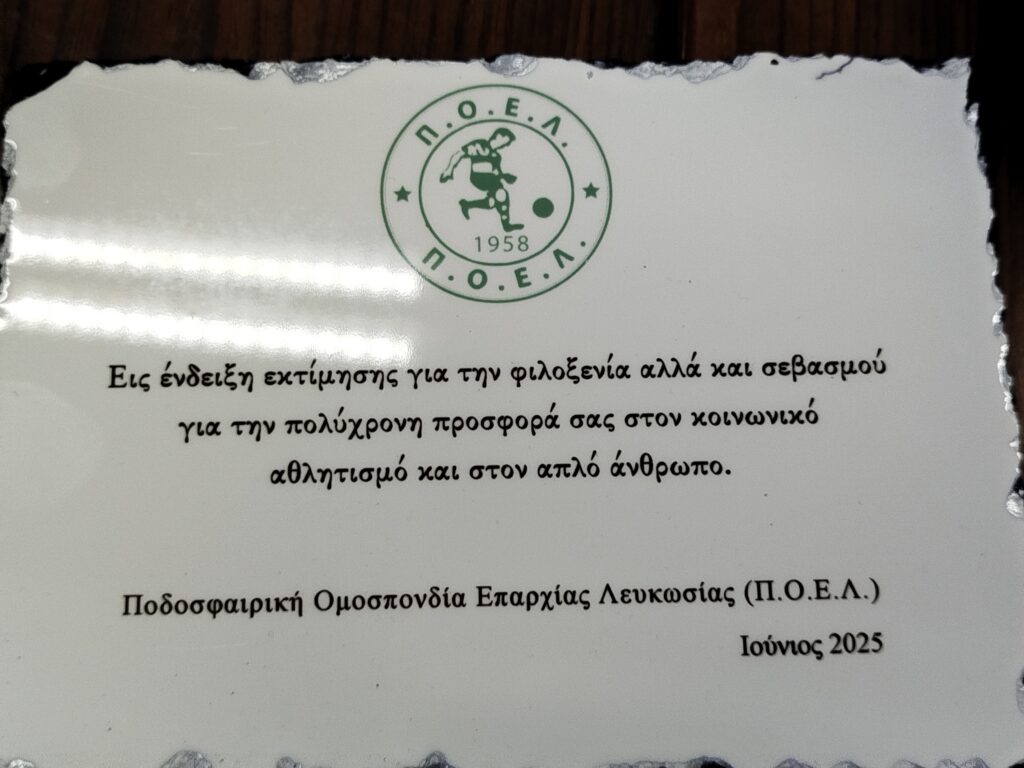 Π.Ο.Ε.Λ.
1958
Π.Ο.Ε.Λ.
Εις ένδειξη εκτίμησης για την φιλοξενία αλλά και σεβασμού
για την πολύχρονη προσφορά σας στον κοινωνικό
αθλητισμό και στον απλό άνθρωπο.
Ποδοσφαιρική Ομοσπονδία Επαρχίας Λευκωσίας (Π.Ο.Ε.Λ.)
Ιούνιος 2025